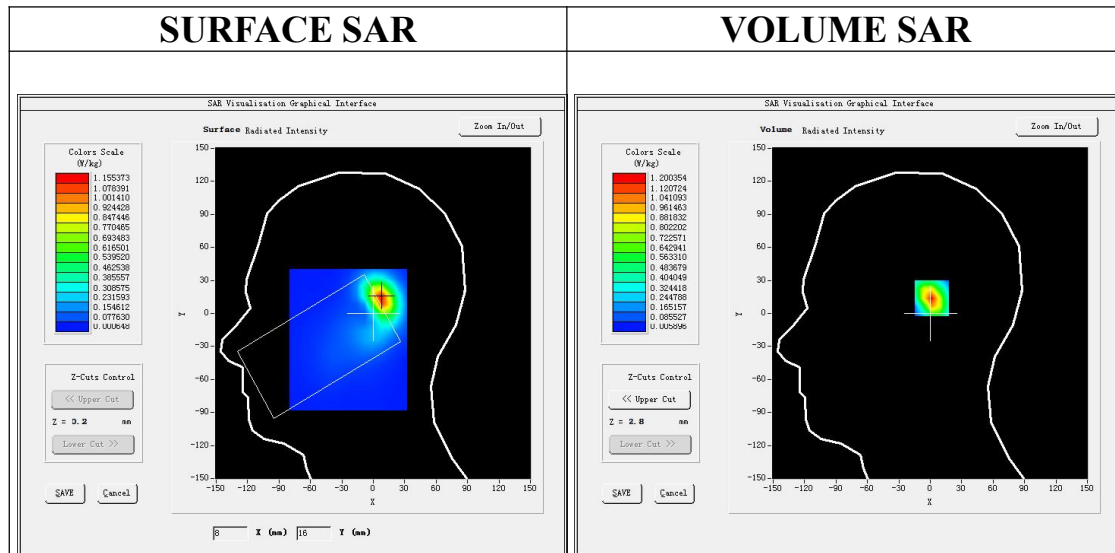 SURFACE SAR
VOLUME SAR
SAR Visualisation Graphical Interface
Surface Radiated Intensity
Zoom In/Out
Colors Scale
(W/kg)
1.155373
1.078391
1.001410
0.924428
0.847446
0.770465
0.693483
0.616501
0.539520
0.462538
0.385557
0.308575
0.231593
0.154612
0.077630
0.000648
Z-Cuts Control
<< Upper Cut
Z = 0.2 mm
Lower Cut >>
SAVE
Cancel
150
120
90
60
30
0
-30
-60
-90
-120
-150
Y
-150 -120 -90 -60 -30 0 30 60 90 120 150
X
8 X (mm) 16 Y (mm)
SAR Visualisation Graphical Interface
Volume Radiated Intensity
Zoom In/Out
Colors Scale
(W/kg)
1.200354
1.120724
1.041093
0.961463
0.881832
0.802202
0.722571
0.642941
0.563310
0.483679
0.404049
0.324418
0.244788
0.165157
0.085527
0.005896
Z-Cuts Control
<< Upper Cut
Z = 2.8 mm
Lower Cut >>
SAVE
Cancel
150
120
90
60
30
0
-30
-60
-90
-120
-150
Y
-150 -120 -90 -60 -30 0 30 60 90 120 150
X